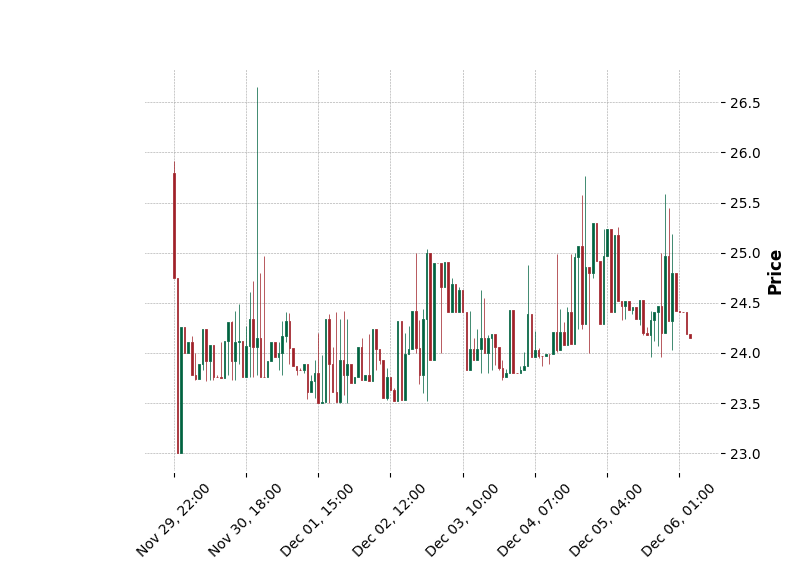 26.5
26.0
25.5
25.0
24.5
24.0
23.5
23.0
Price
Nov 29, 22:00
Nov 30, 18:00
Dec 01, 15:00
Dec 02, 12:00
Dec 03, 10:00
Dec 04, 07:00
Dec 05, 04:00
Dec 06, 01:00